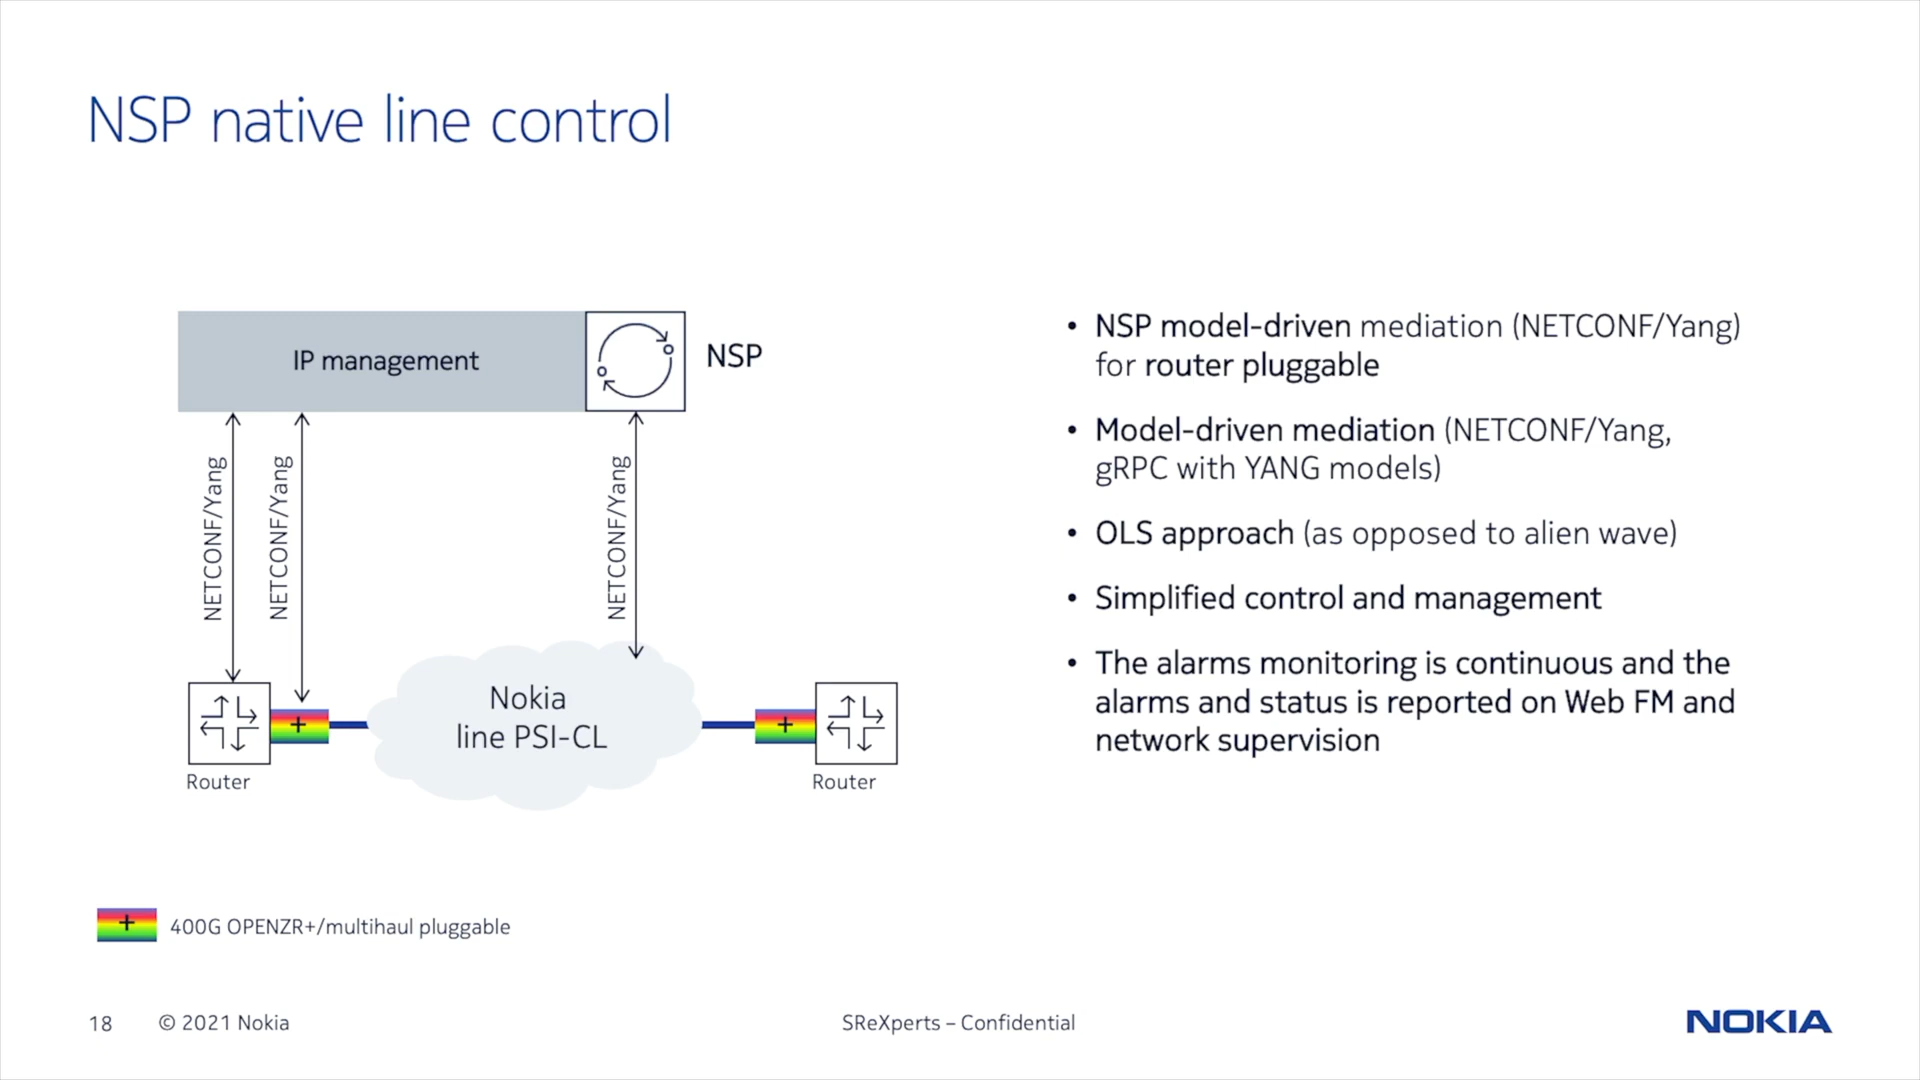 NSP native line control
IP management
NSP
NETCONF/Yang
NETCONF/Yang
NETCONF/Yang
Nokia
line PSI-CL
+
+
Router
Router
• NSP model-driven mediation (NETCONF/Yang)
for router pluggable
• Model-driven mediation (NETCONF/Yang,
gRPC with YANG models)
• OLS approach (as opposed to alien wave)
• Simplified control and management
• The alarms monitoring is continuous and the
alarms and status is reported on Web FM and
network supervision
+ 400G OPENZR+/multihaul pluggable
18 © 2021 Nokia
SReXperts – Confidential
NOKIA